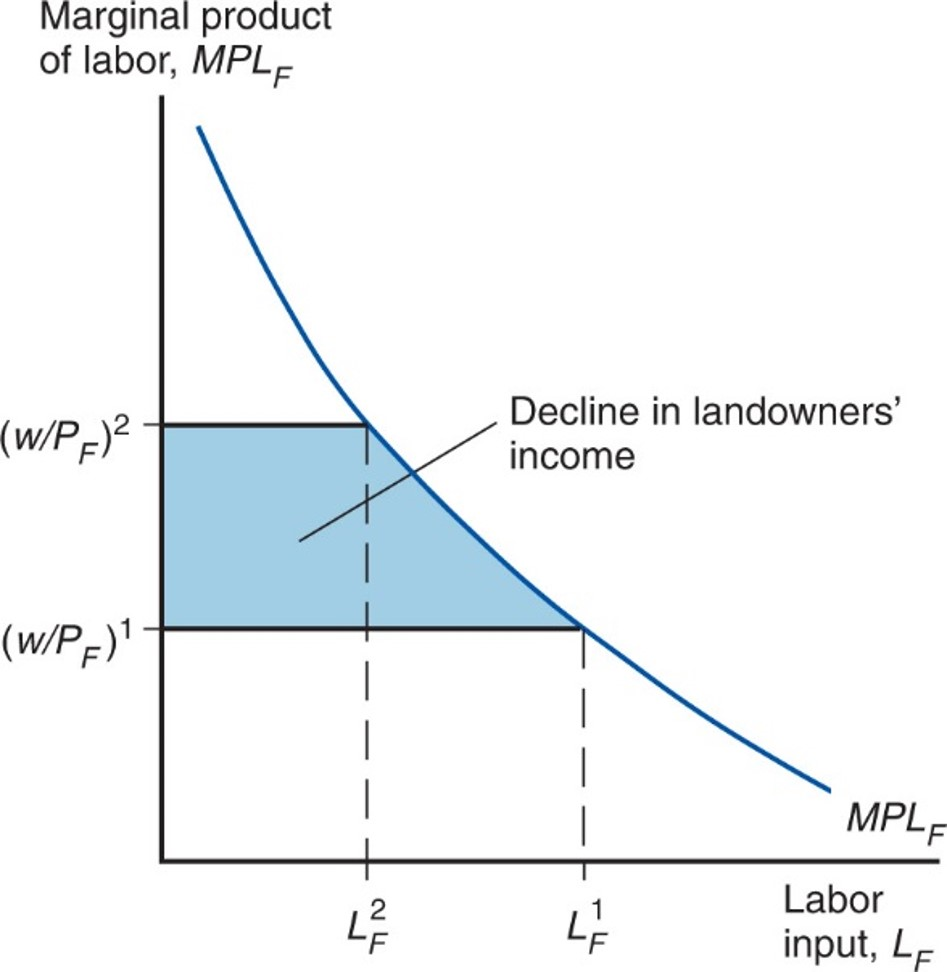 Marginal product
of labor, MPL_F
(w/P_F)^2
Decline in landowners’
income
(w/P_F)^1
MPL_F
L_F^2
L_F^1
Labor
input, L_F